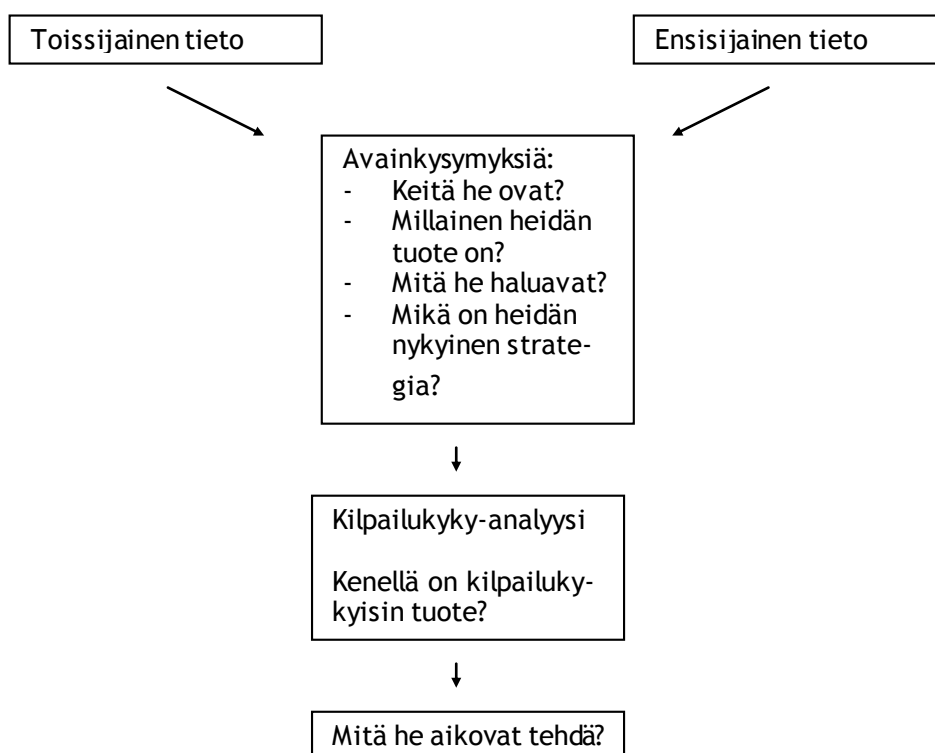 Toissijainen tieto
Ensisijainen tieto
Avainkysymyksiä:
- Keitä he ovat?
- Millainen heidän
tuote on?
- Mitä he haluavat?
- Mikä on heidän
nykyinen strate-
gia?
Kilpailukyky-analyysi
Kenellä on kilpailuky-
kyisin tuote?
Mitä he aikovat tehdä?